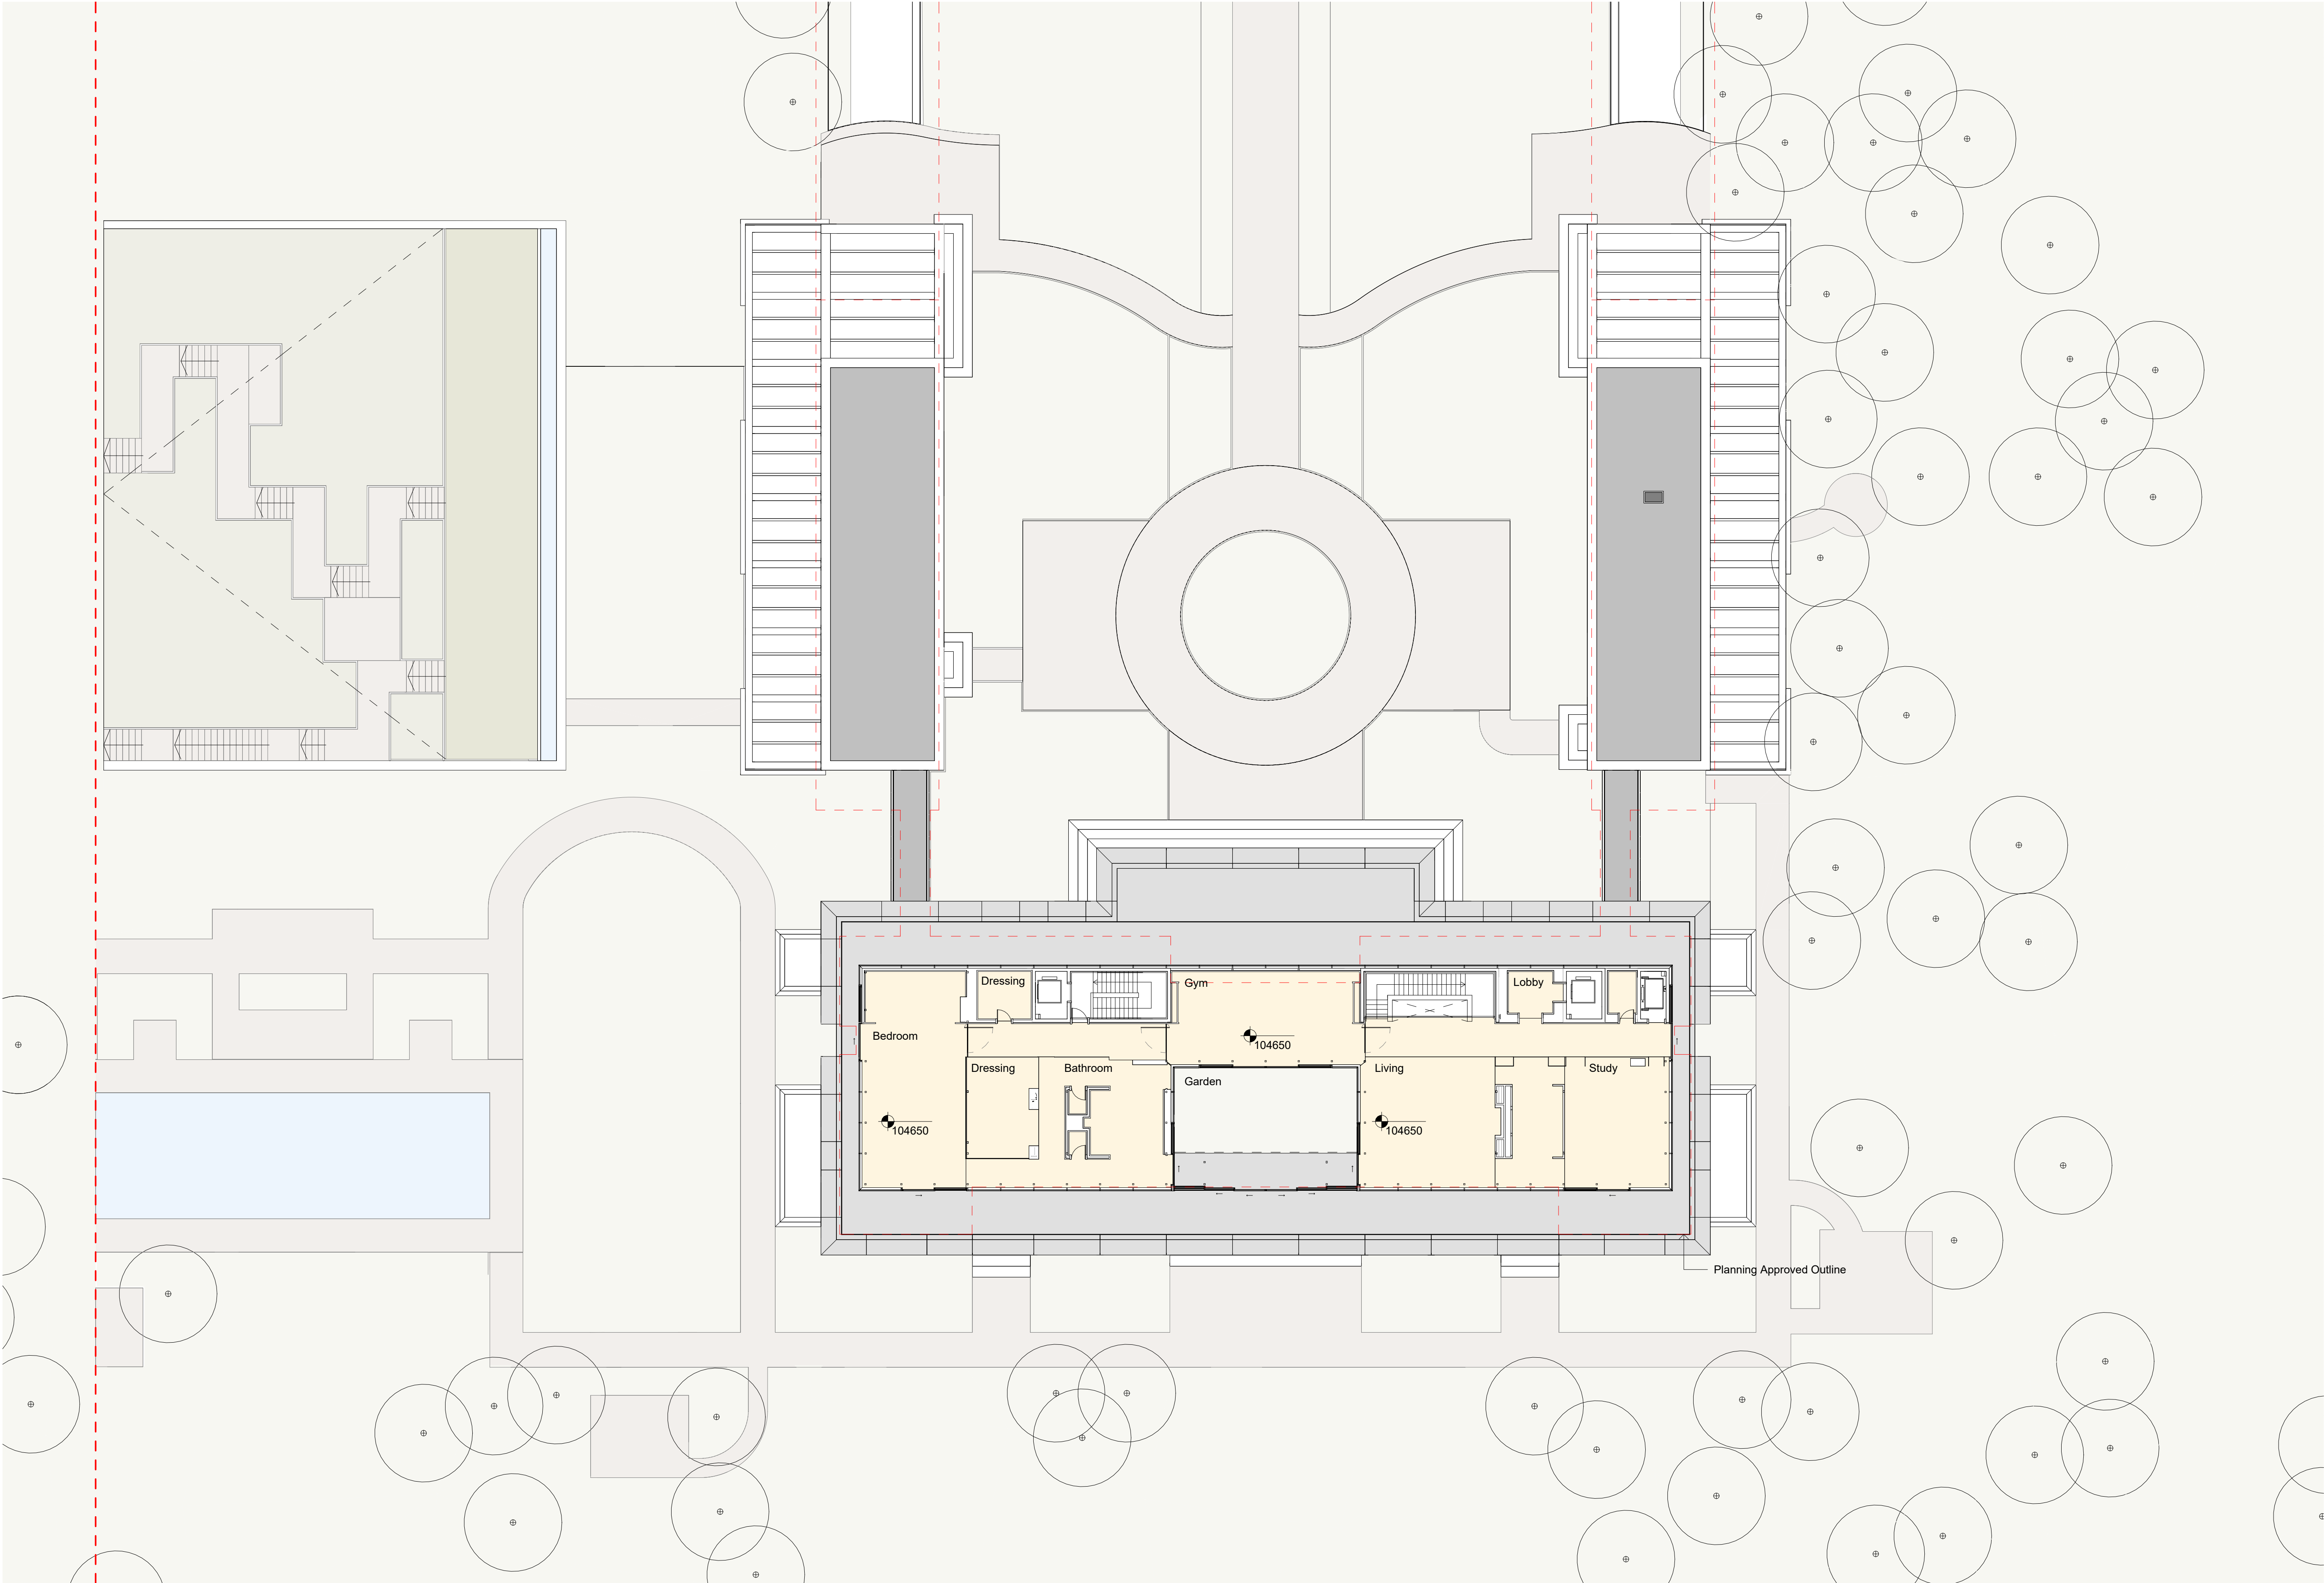 Dressing
Gym
Lobby
Bedroom
104650
Dressing
Bathroom
Living
Study
Garden
104650
104650
Planning Approved Outline